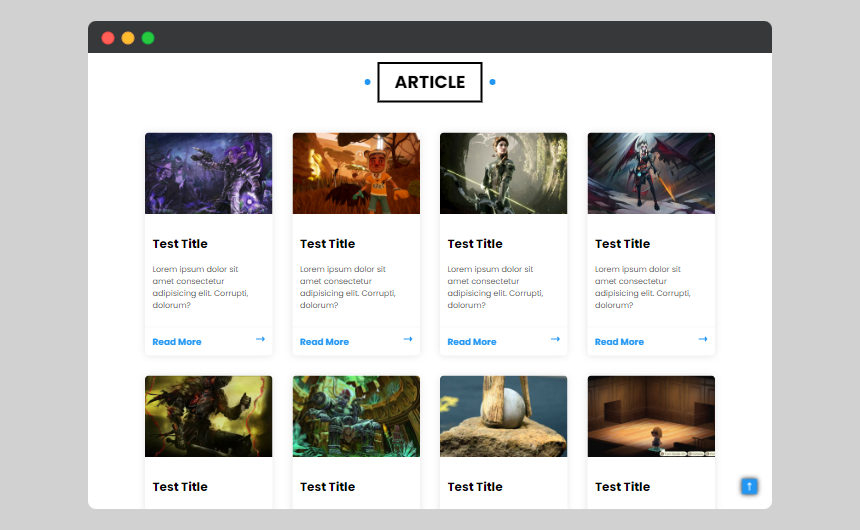 ARTICLE
Test Title
Lorem ipsum dolor sit
amet consectetur
adipisicing elit. Corrupti,
dolorum?
Read More →
Test Title
Lorem ipsum dolor sit
amet consectetur
adipisicing elit. Corrupti,
dolorum?
Read More →
Test Title
Lorem ipsum dolor sit
amet consectetur
adipisicing elit. Corrupti,
dolorum?
Read More →
Test Title
Lorem ipsum dolor sit
amet consectetur
adipisicing elit. Corrupti,
dolorum?
Read More →
Test Title
Test Title
Test Title
Test Title
↑